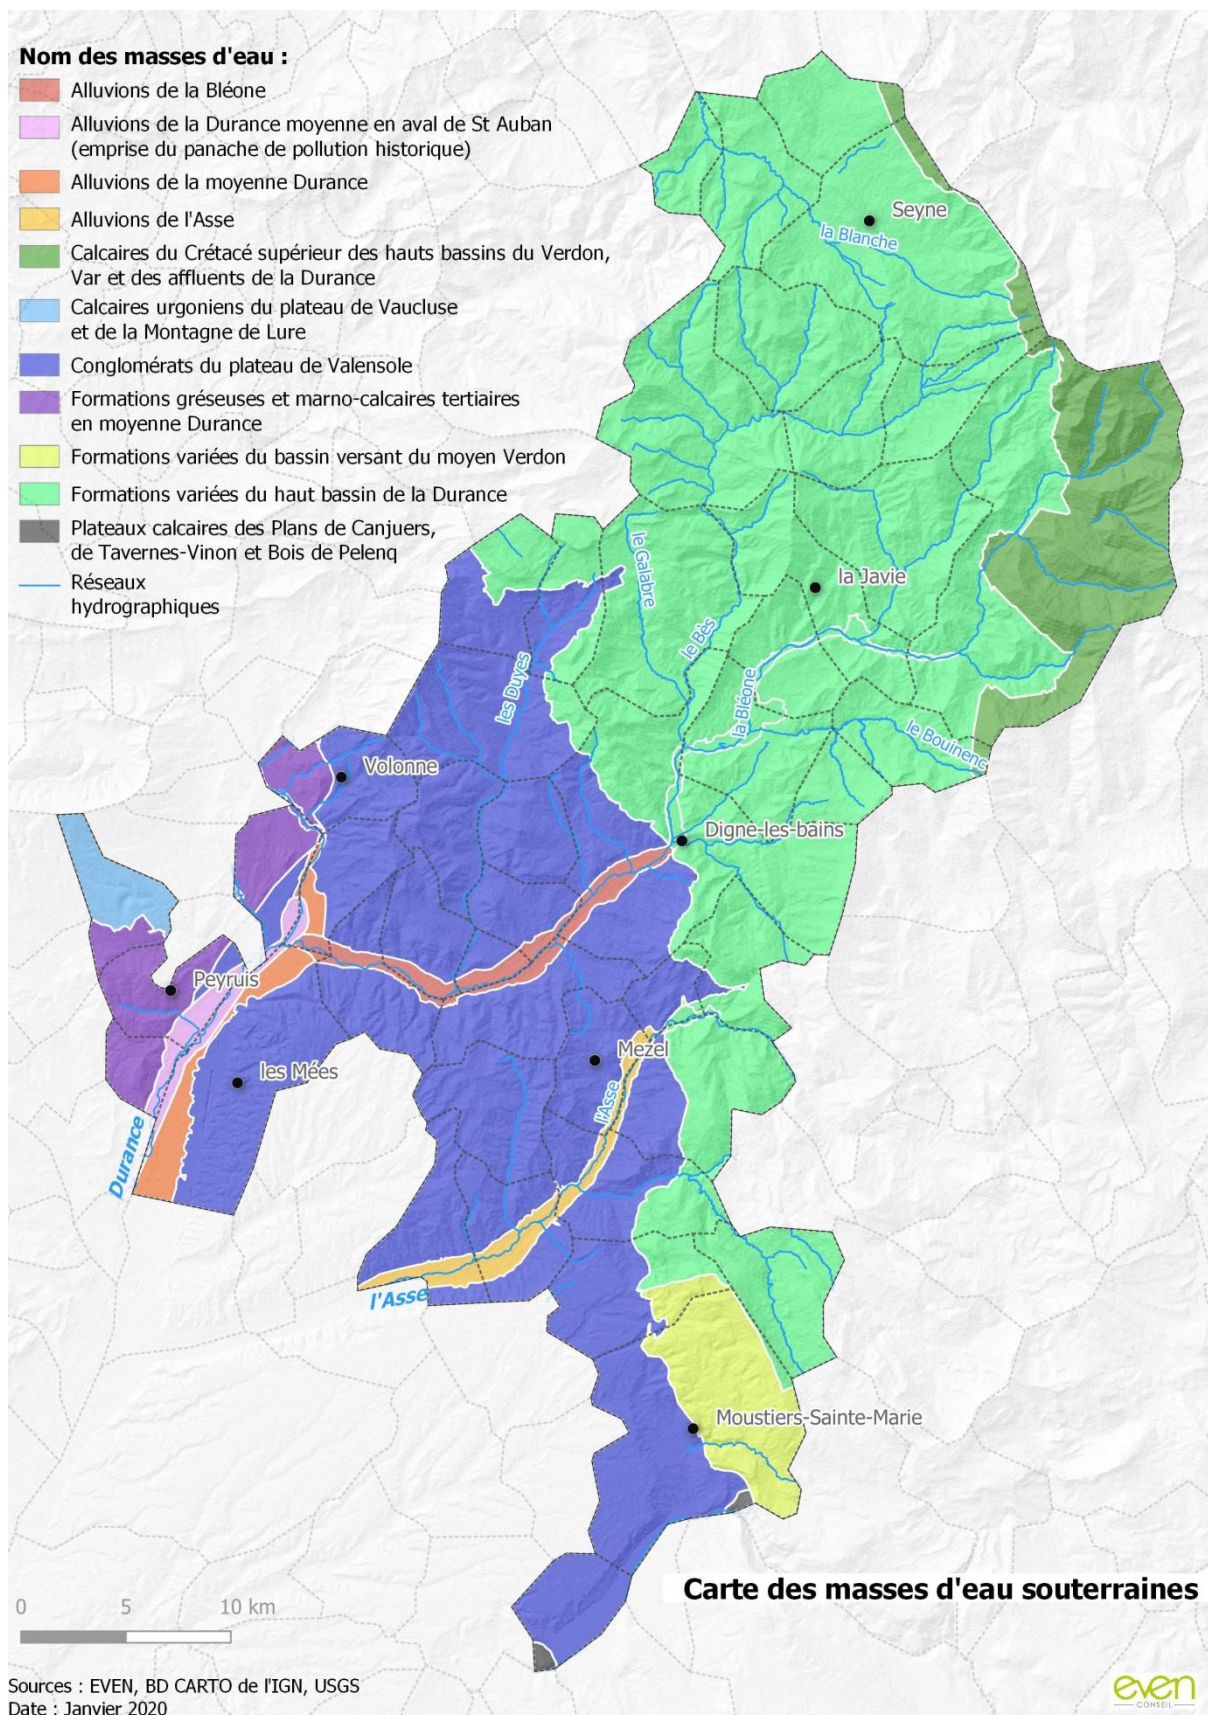 Nom des masses d'eau :
Alluvions de la Bléone
Alluvions de la Durance moyenne en aval de St Auban
(emprise du panache de pollution historique)
Alluvions de la moyenne Durance
Alluvions de l'Asse
Calcaires du Crétacé supérieur des hauts bassins du Verdon,
Var et des affluents de la Durance
Calcaires urgoniens du plateau de Vaucluse
et de la Montagne de Lure
Conglomérats du plateau de Valensole
Formations gréseuses et marno-calcaires tertiaires
en moyenne Durance
Formations variées du bassin versant du moyen Verdon
Formations variées du haut bassin de la Durance
Plateaux calcaires des Plans de Canjuers,
de Tavernes-Vinon et Bois de Pelenq
Réseaux
hydrographiques
Seyne
la Blanche
le Galabre
la Javie
le Bès
les Duyes
la Bléone
le Bouinenc
Volonne
Digne-les-bains
Peyruis
Mezel
les Mées
l'Asse
Durance
l'Asse
Moustiers-Sainte-Marie
Carte des masses d'eau souterraines
0 5 10 km
Sources : EVEN, BD CARTO de l'IGN, USGS
Date : Janvier 2020
even
CONSEIL